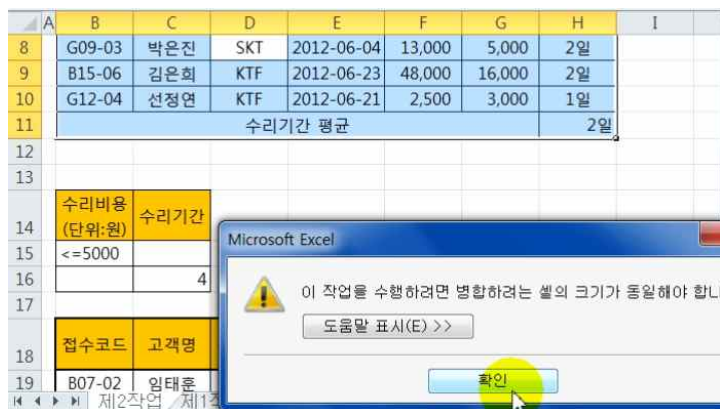 A B C D E F G H I
8 G09-03 박은진 SKT 2012-06-04 13,000 5,000 2일
9 B15-06 김은희 KTF 2012-06-23 48,000 16,000 2일
10 G12-04 선정연 KTF 2012-06-21 2,500 3,000 1일
11 수리기간 평균 2일
12
13
14 수리비용 (단위:원) 수리기간
15 <=5000
16 4
17
18 접수코드 고객명
19 B07-02 임태훈
제2작업 제1
Microsoft Excel
이 작업을 수행하려면 병합하려는 셀의 크기가 동일해야 합니
도움말 표시(E) >>
확인